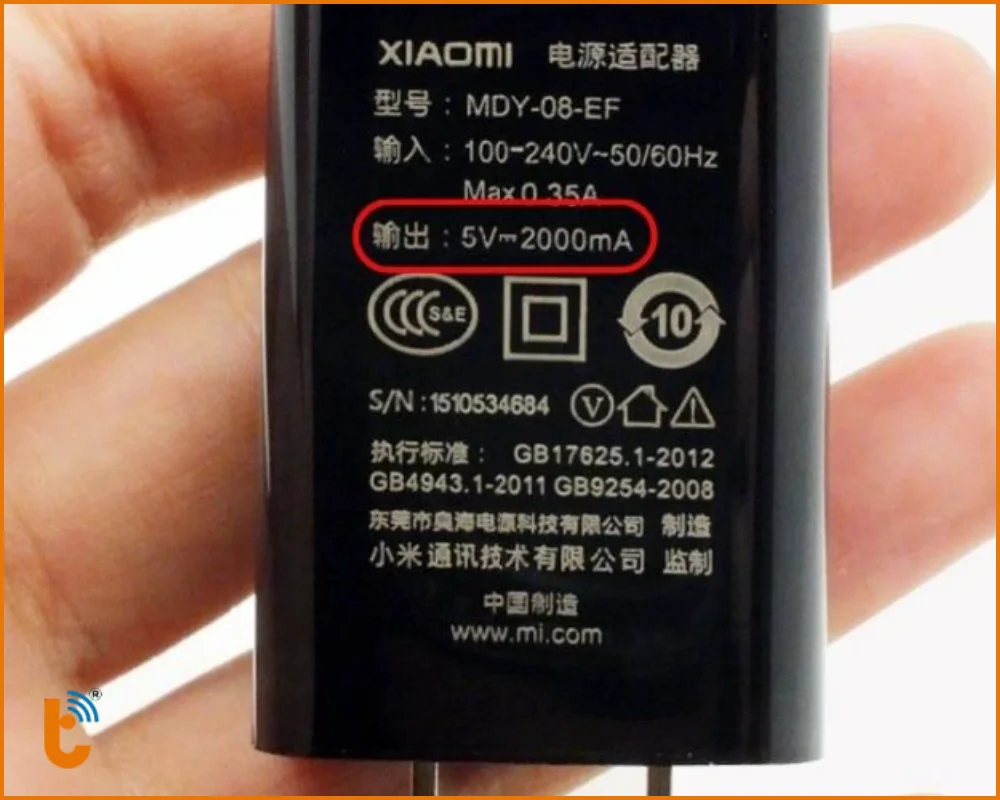 XIAOMI 电源适配器
型号：MDY-08-EF
输入：100-240V~50/60Hz
Max 0.35A
输出：5V⎓2000mA
S&E
10
S/N:1510534684 V
执行标准： GB17625.1-2012
GB4943.1-2011 GB9254-2008
东莞市奥海电源科技有限公司 制造
小米通讯技术有限公司 监制
中国制造
www.mi.com
t ®